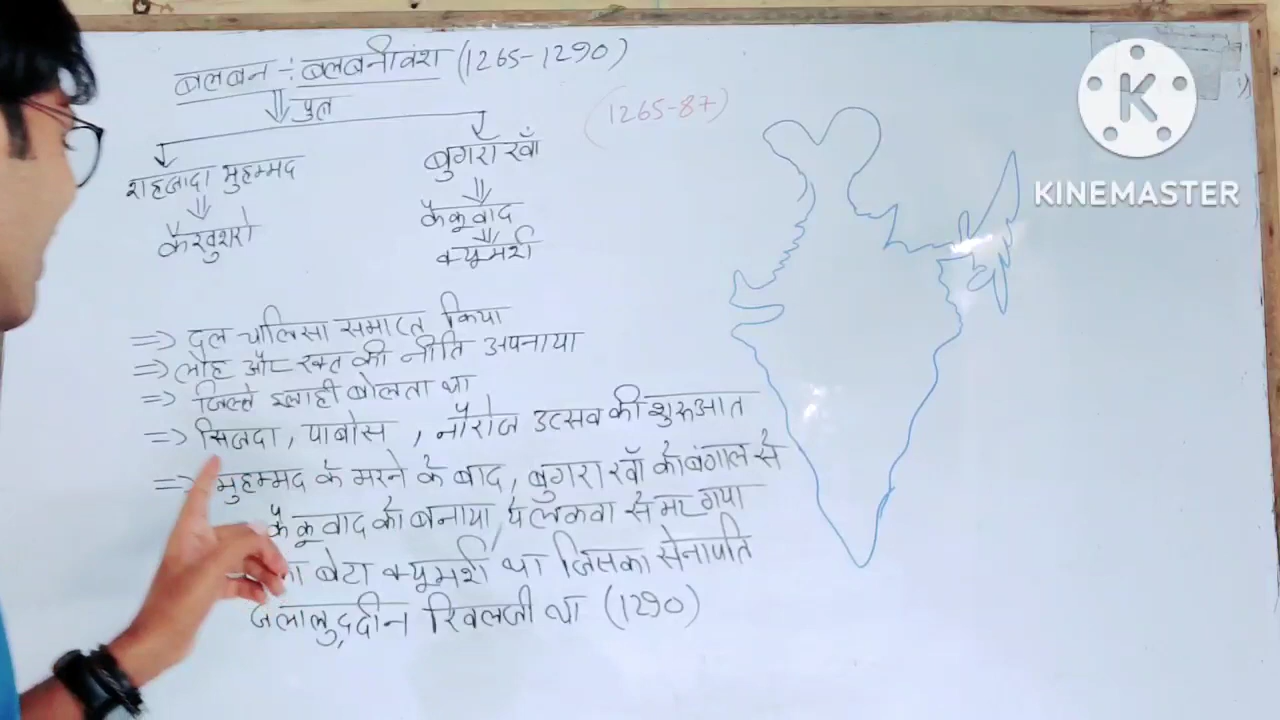 बलबन :- बलबनीवंश (1265-1290)
पुत्र
(1265-87)
शहजादा मुहम्मद
बुगरा खाँ
कैखुशरो
कैकूवाद
क्यूमर्श
⇒ दल चालिसा समाप्त किया
⇒ लौह और रक्त की नीति अपनाया
⇒ जिल्ले इलाही बोलता था
⇒ सिजदा, पाबोस , नौरोज उत्सव की शुरुआत
⇒ मुहम्मद के मरने के बाद, बुगरा खाँ को बंगाल से
कैकूवाद को बनाया, ये लकवा से मर गया
बेटा क्यूमर्श था जिसका सेनापति
जलालुद्दीन खिलजी था (1290)
K
KINEMASTER